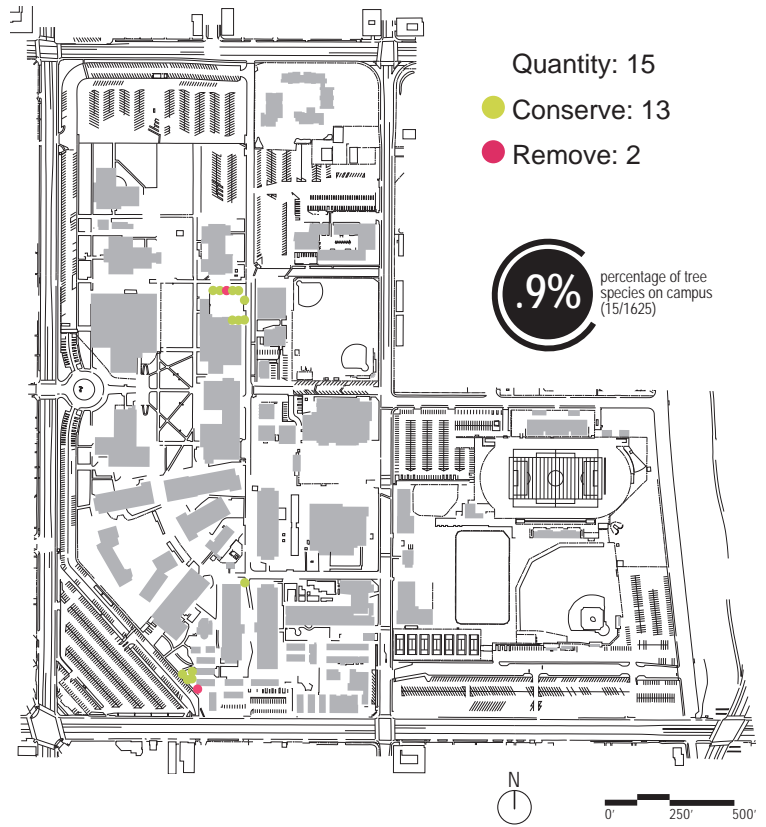 Quantity: 15
Conserve: 13
Remove: 2
.9%
percentage of tree
species on campus
(15/1625)
N
0' 250' 500'